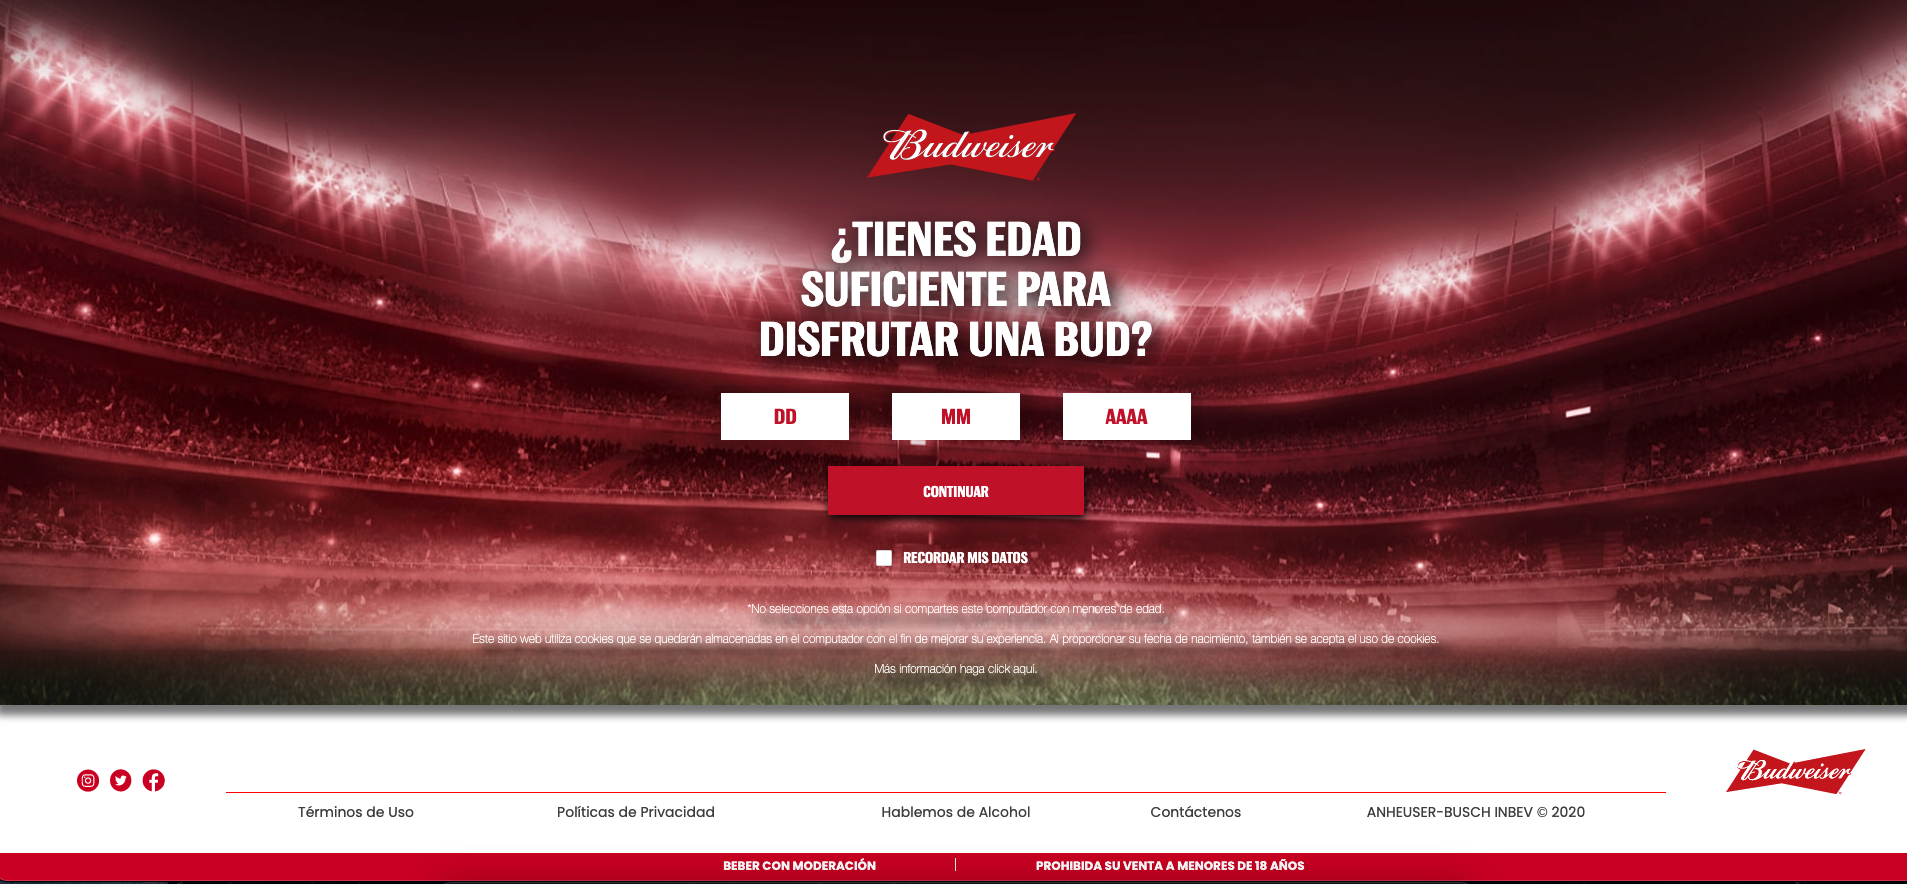 Budweiser
¿TIENES EDAD
SUFICIENTE PARA
DISFRUTAR UNA BUD?
DD MM AAAA
CONTINUAR
RECORDAR MIS DATOS
*No selecciones esta opción si compartes este computador con menores de edad.
Este sitio web utiliza cookies que se quedarán almacenadas en el computador con el fin de mejorar su experiencia. Al proporcionar su fecha de nacimiento, también se acepta el uso de cookies.
Más información haga click aquí.
Budweiser
Términos de Uso Políticas de Privacidad Hablemos de Alcohol Contáctenos ANHEUSER-BUSCH INBEV © 2020
BEBER CON MODERACIÓN | PROHIBIDA SU VENTA A MENORES DE 18 AÑOS